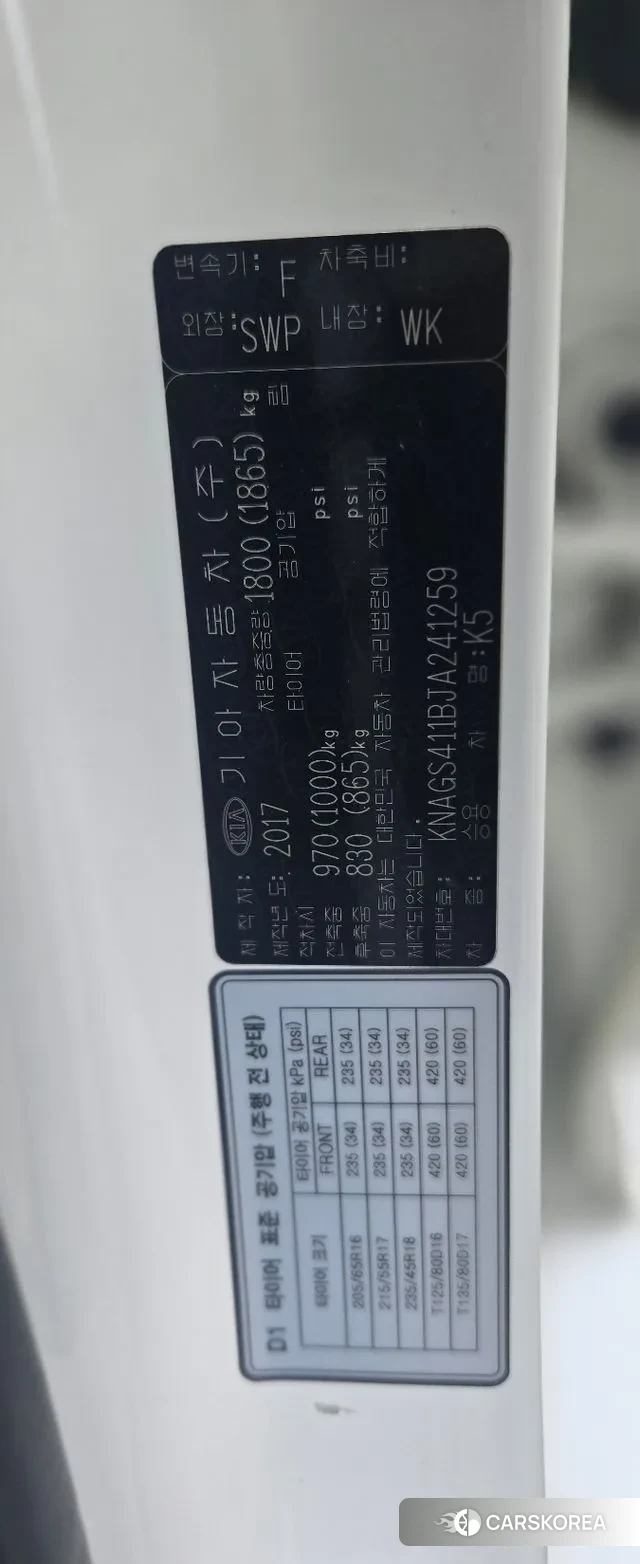 제 작 자: KIA 기 아 자 동 차 (주)
제작년 도: 2017 차량총중량 1800 (1865) kg
적차시 타이어 공기압 림
전축중 970 (1000)kg psi
후축중 830 (865)kg psi
이 자동차는 대한민국 자동차 관리법령에 적합하게
제작되었습니다.
차대번호: KNAGS411BJA241259
차 종: 승용 차 명:K5
변속기: F 차축비:
외장:SWP 내장: WK
D1 타이어 표준 공기압 (주행 전 상태)
타이어 크기 타이어 공기압 kPa (psi)
FRONT REAR
205/65R16 235 (34) 235 (34)
215/55R17 235 (34) 235 (34)
235/45R18 235 (34) 235 (34)
T125/80D16 420 (60) 420 (60)
T135/80D17 420 (60) 420 (60)
CARSKOREA